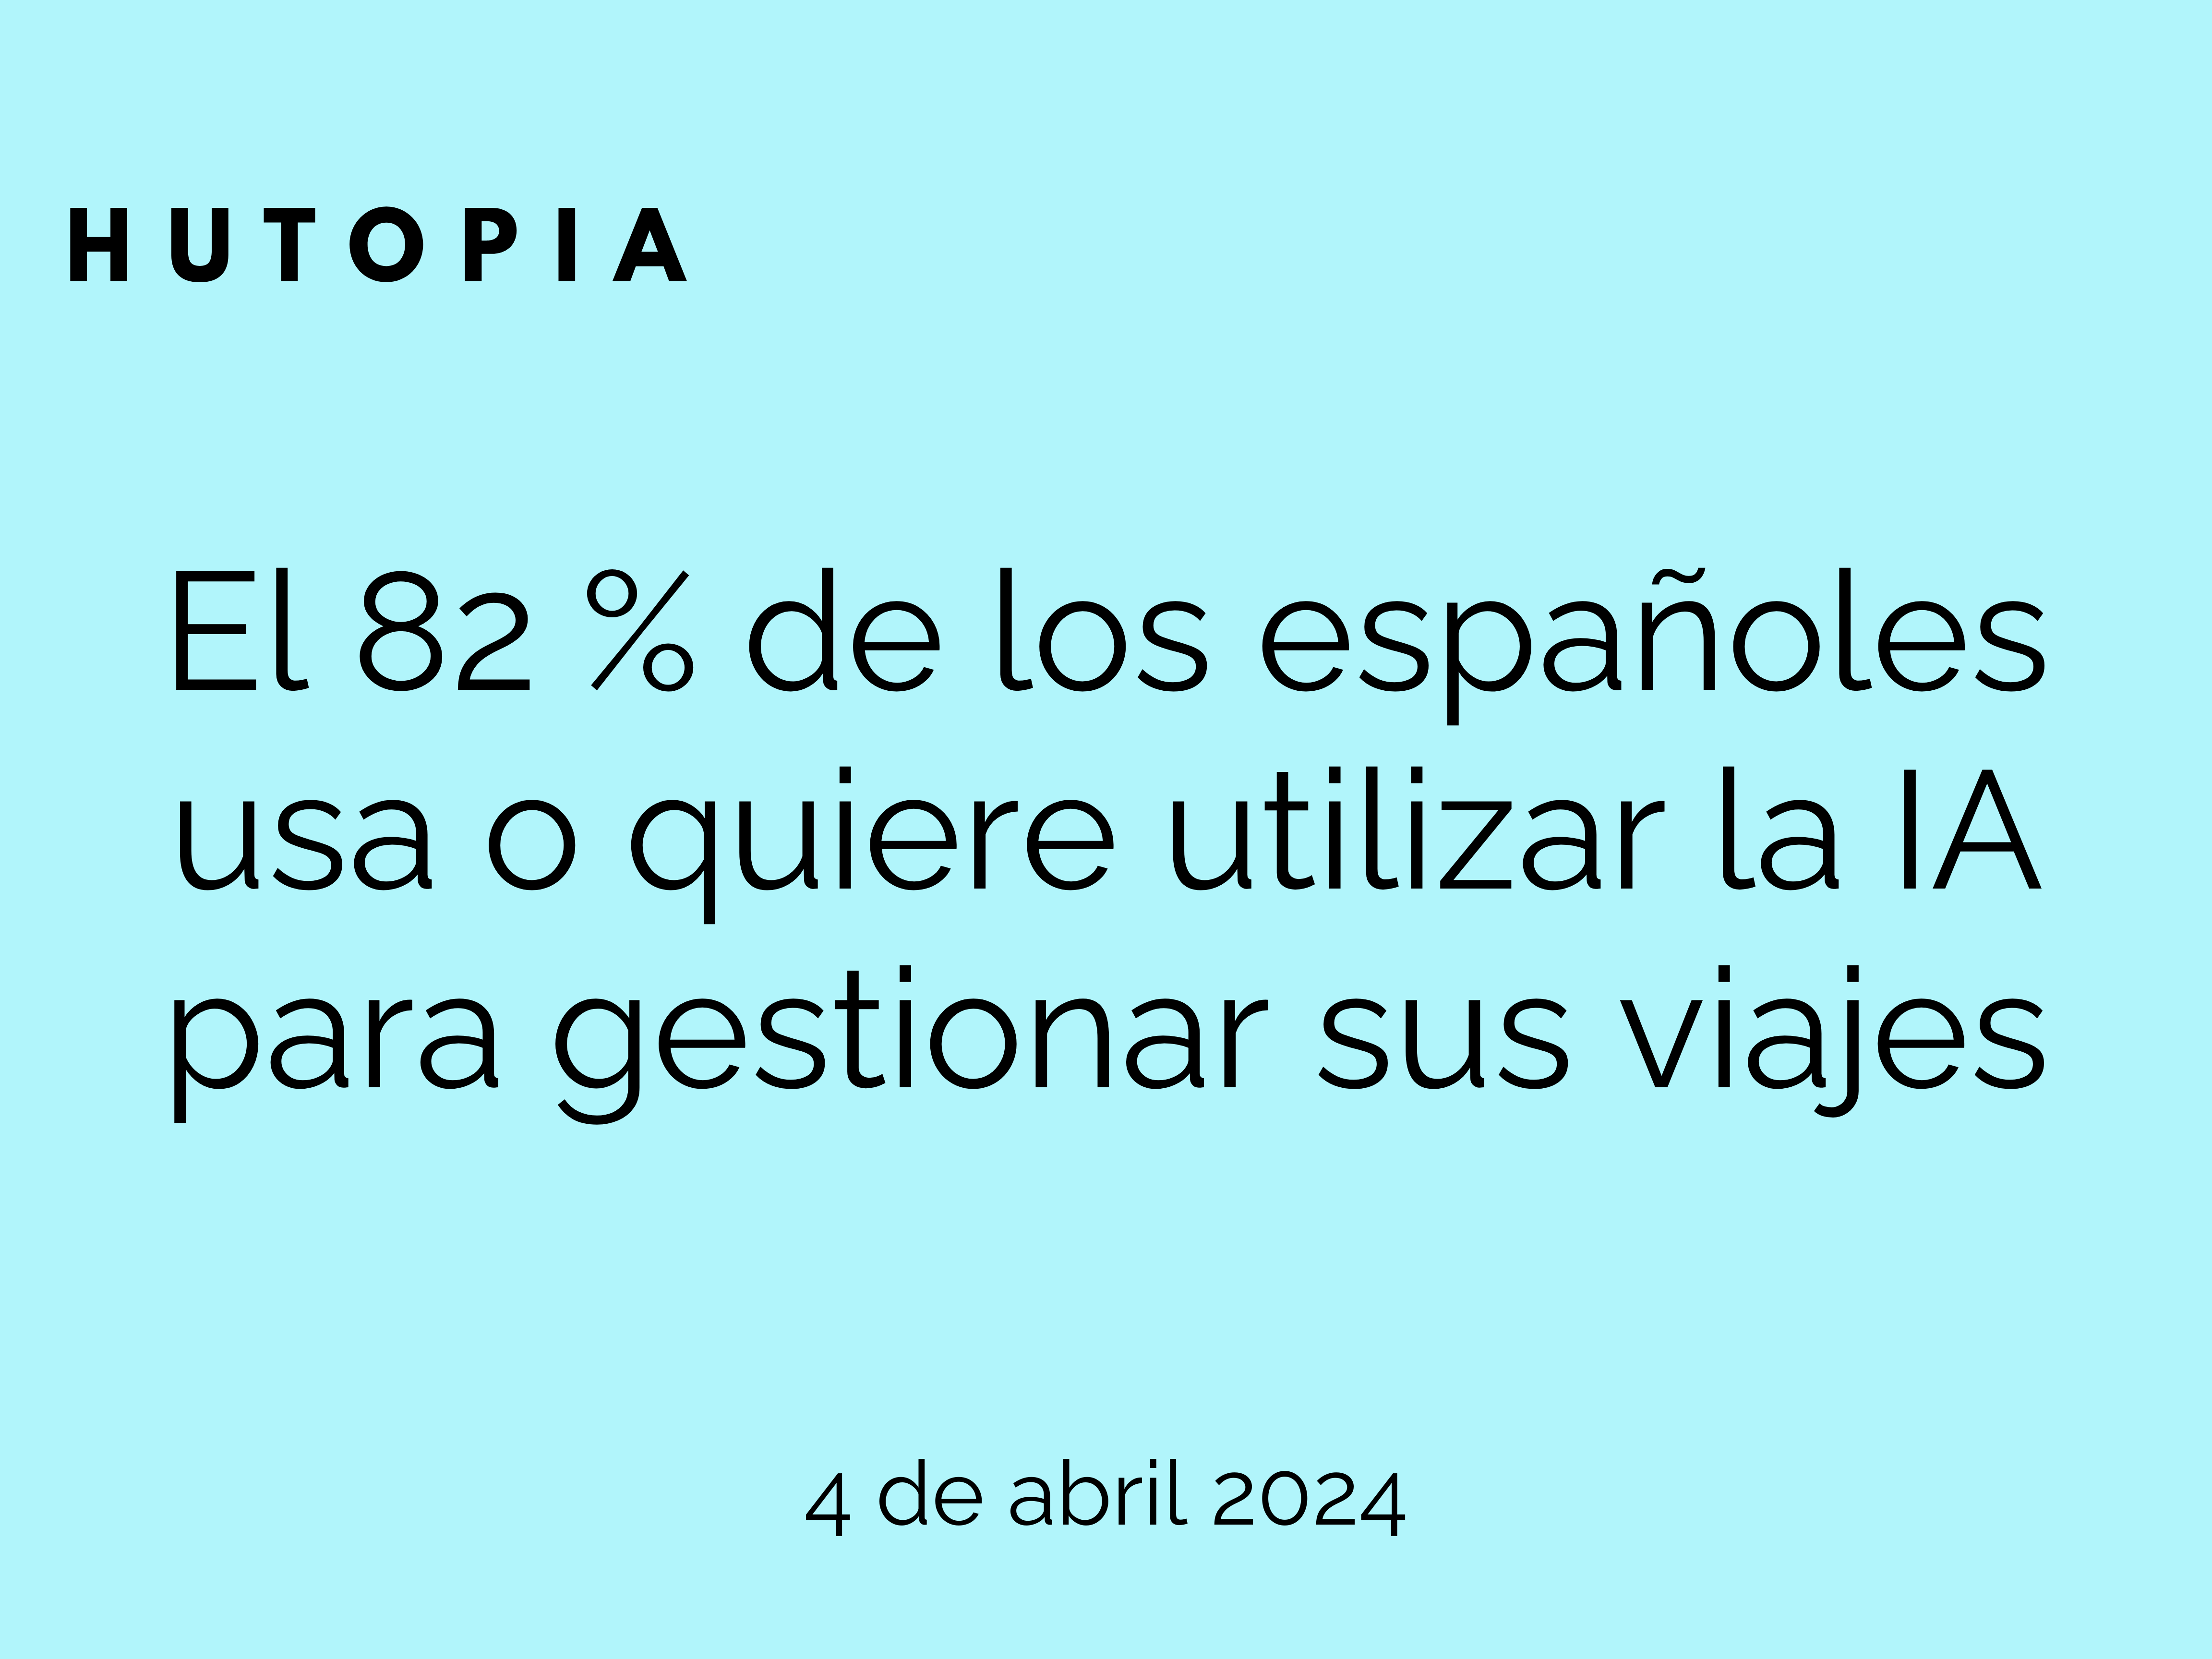 HUTOPIA
El 82 % de los españoles
usa o quiere utilizar la IA
para gestionar sus viajes
4 de abril 2024